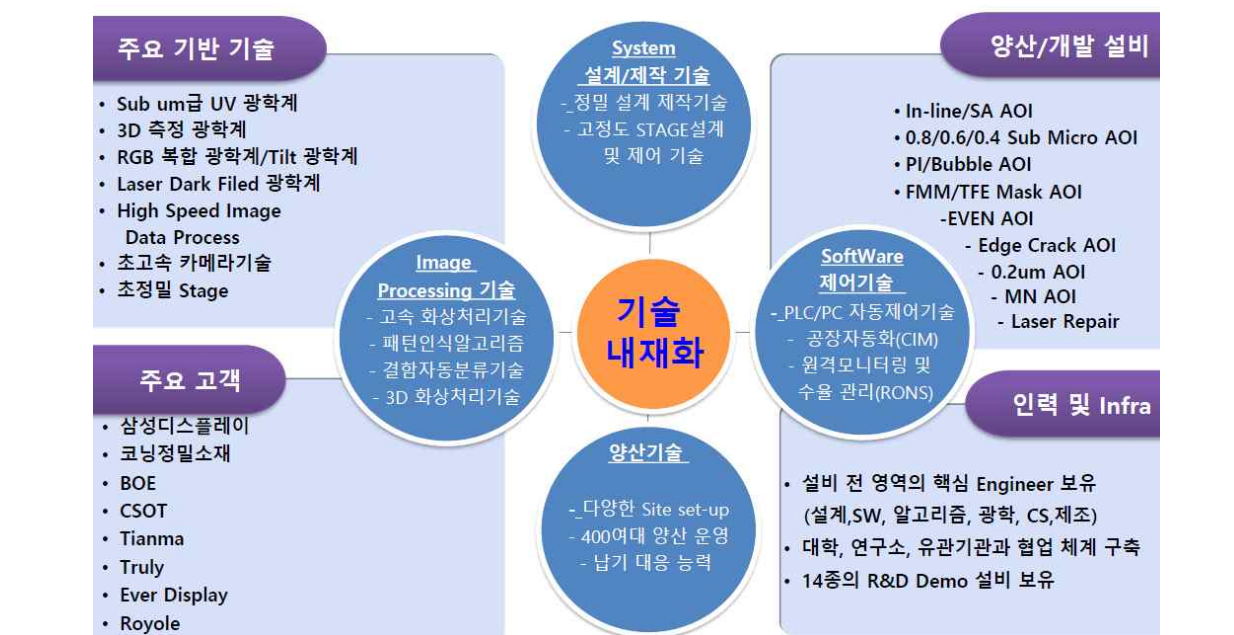 주요 기반 기술
• Sub um급 UV 광학계
• 3D 측정 광학계
• RGB 복합 광학계/Tilt 광학계
• Laser Dark Filed 광학계
• High Speed Image
Data Process
• 초고속 카메라기술
• 초정밀 Stage
System
설계/제작 기술
-_정밀 설계 제작기술
- 고정도 STAGE설계
및 제어 기술
양산/개발 설비
• In-line/SA AOI
• 0.8/0.6/0.4 Sub Micro AOI
• PI/Bubble AOI
• FMM/TFE Mask AOI
-EVEN AOI
- Edge Crack AOI
- 0.2um AOI
- MN AOI
- Laser Repair
Image
Processing 기술
- 고속 화상처리기술
- 패턴인식알고리즘
- 결함자동분류기술
- 3D 화상처리기술
기술
내재화
SoftWare
제어기술
-_PLC/PC 자동제어기술
- 공장자동화(CIM)
- 원격모니터링 및
수율 관리(RONS)
주요 고객
• 삼성디스플레이
• 코닝정밀소재
• BOE
• CSOT
• Tianma
• Truly
• Ever Display
• Royole
양산기술
-_다양한 Site set-up
- 400여대 양산 운영
- 납기 대응 능력
인력 및 Infra
• 설비 전 영역의 핵심 Engineer 보유
(설계,SW, 알고리즘, 광학, CS,제조)
• 대학, 연구소, 유관기관과 협업 체계 구축
• 14종의 R&D Demo 설비 보유